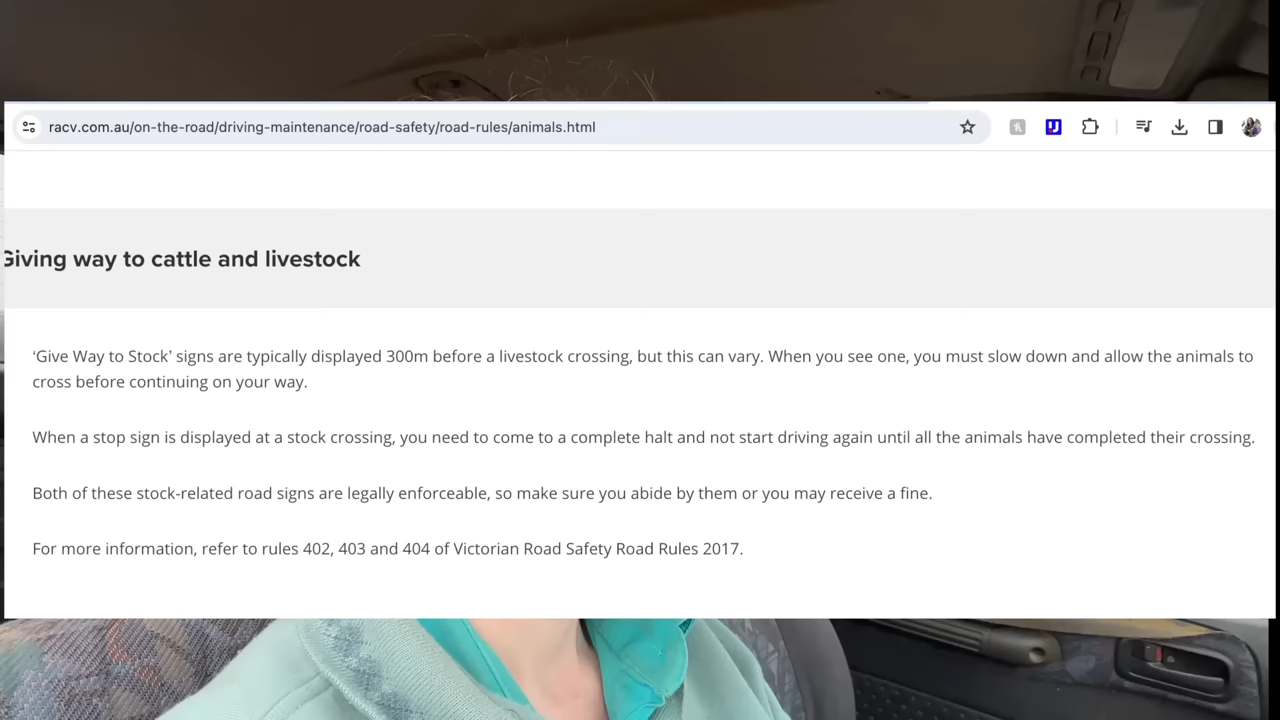 racv.com.au/on-the-road/driving-maintenance/road-safety/road-rules/animals.html
Giving way to cattle and livestock
‘Give Way to Stock’ signs are typically displayed 300m before a livestock crossing, but this can vary. When you see one, you must slow down and allow the animals to
cross before continuing on your way.
When a stop sign is displayed at a stock crossing, you need to come to a complete halt and not start driving again until all the animals have completed their crossing.
Both of these stock-related road signs are legally enforceable, so make sure you abide by them or you may receive a fine.
For more information, refer to rules 402, 403 and 404 of Victorian Road Safety Road Rules 2017.